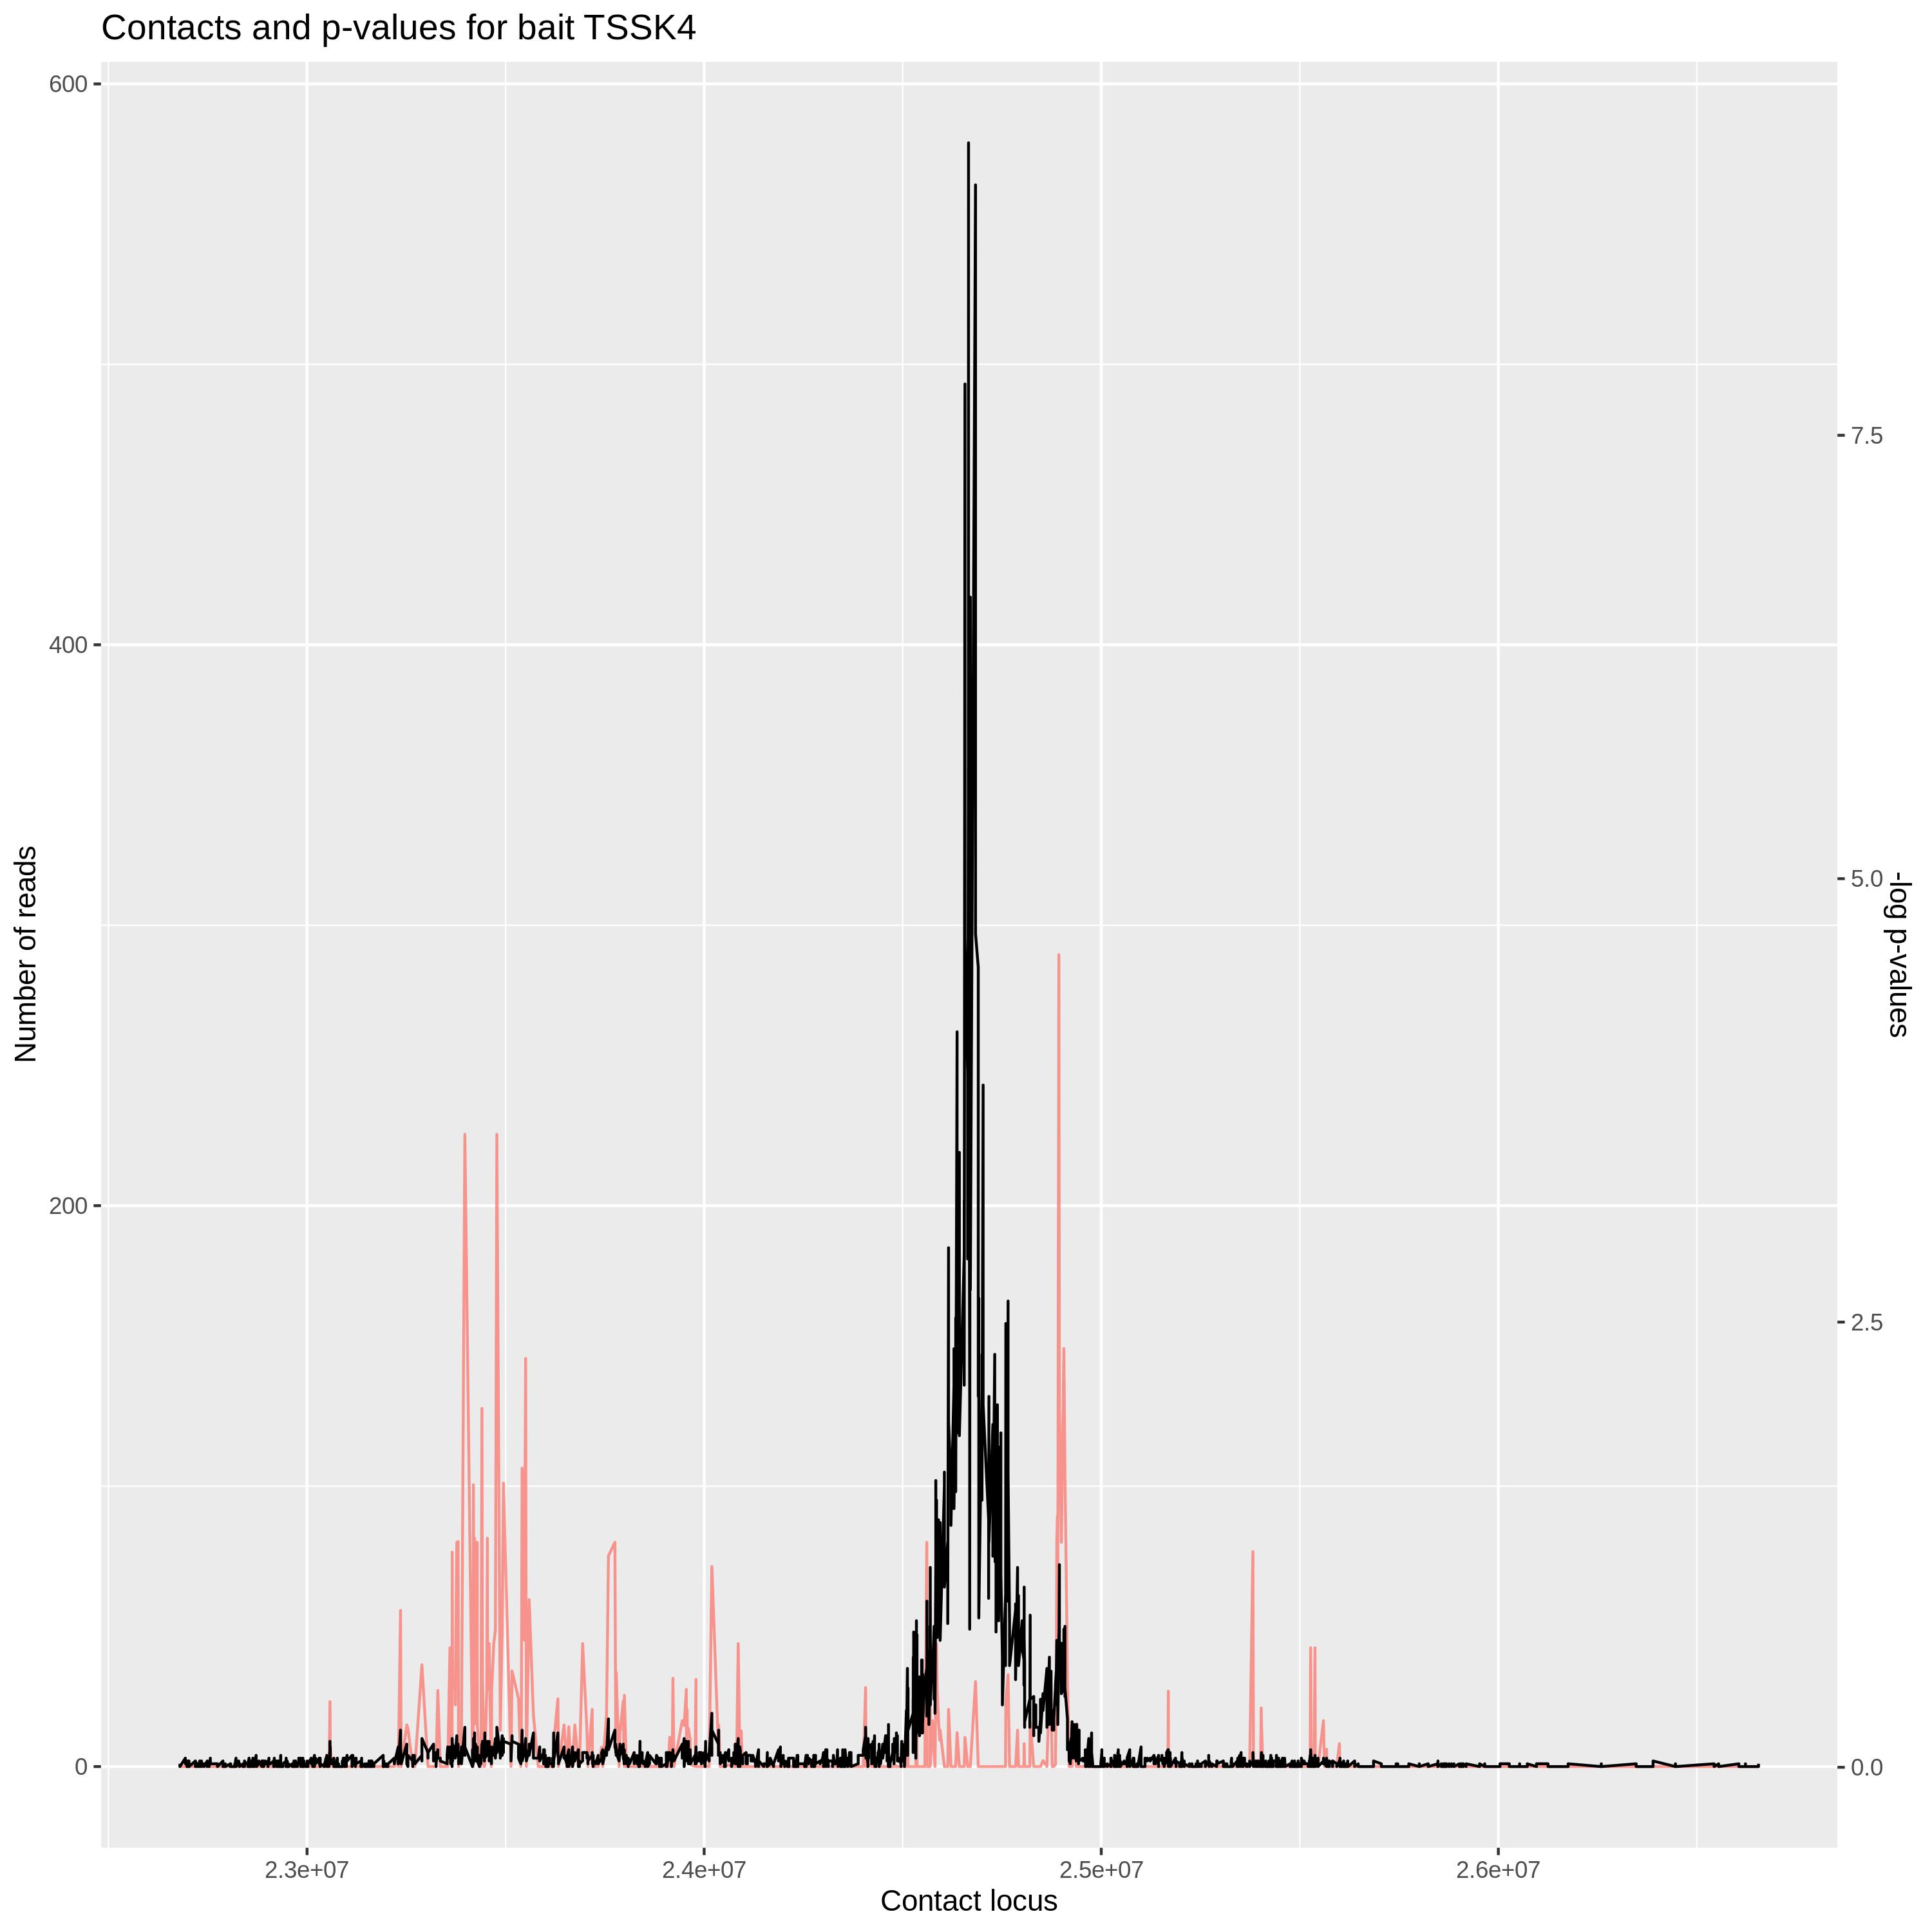 Contacts and p-values for bait TSSK4
600
400
200
0
7.5
5.0
2.5
0.0
Number of reads
-log p-values
2.3e+07
2.4e+07
2.5e+07
2.6e+07
Contact locus